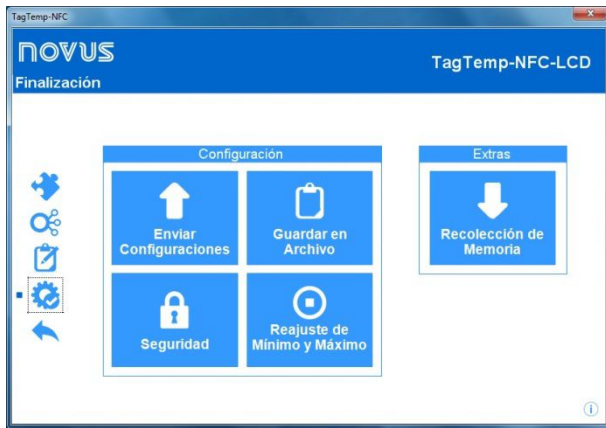 TagTemp-NFC
NOVUS
TagTemp-NFC-LCD
Finalización
Configuración
Enviar
Configuraciones
Guardar en
Archivo
Seguridad
Reajuste de
Mínimo y Máximo
Extras
Recolección de
Memoria